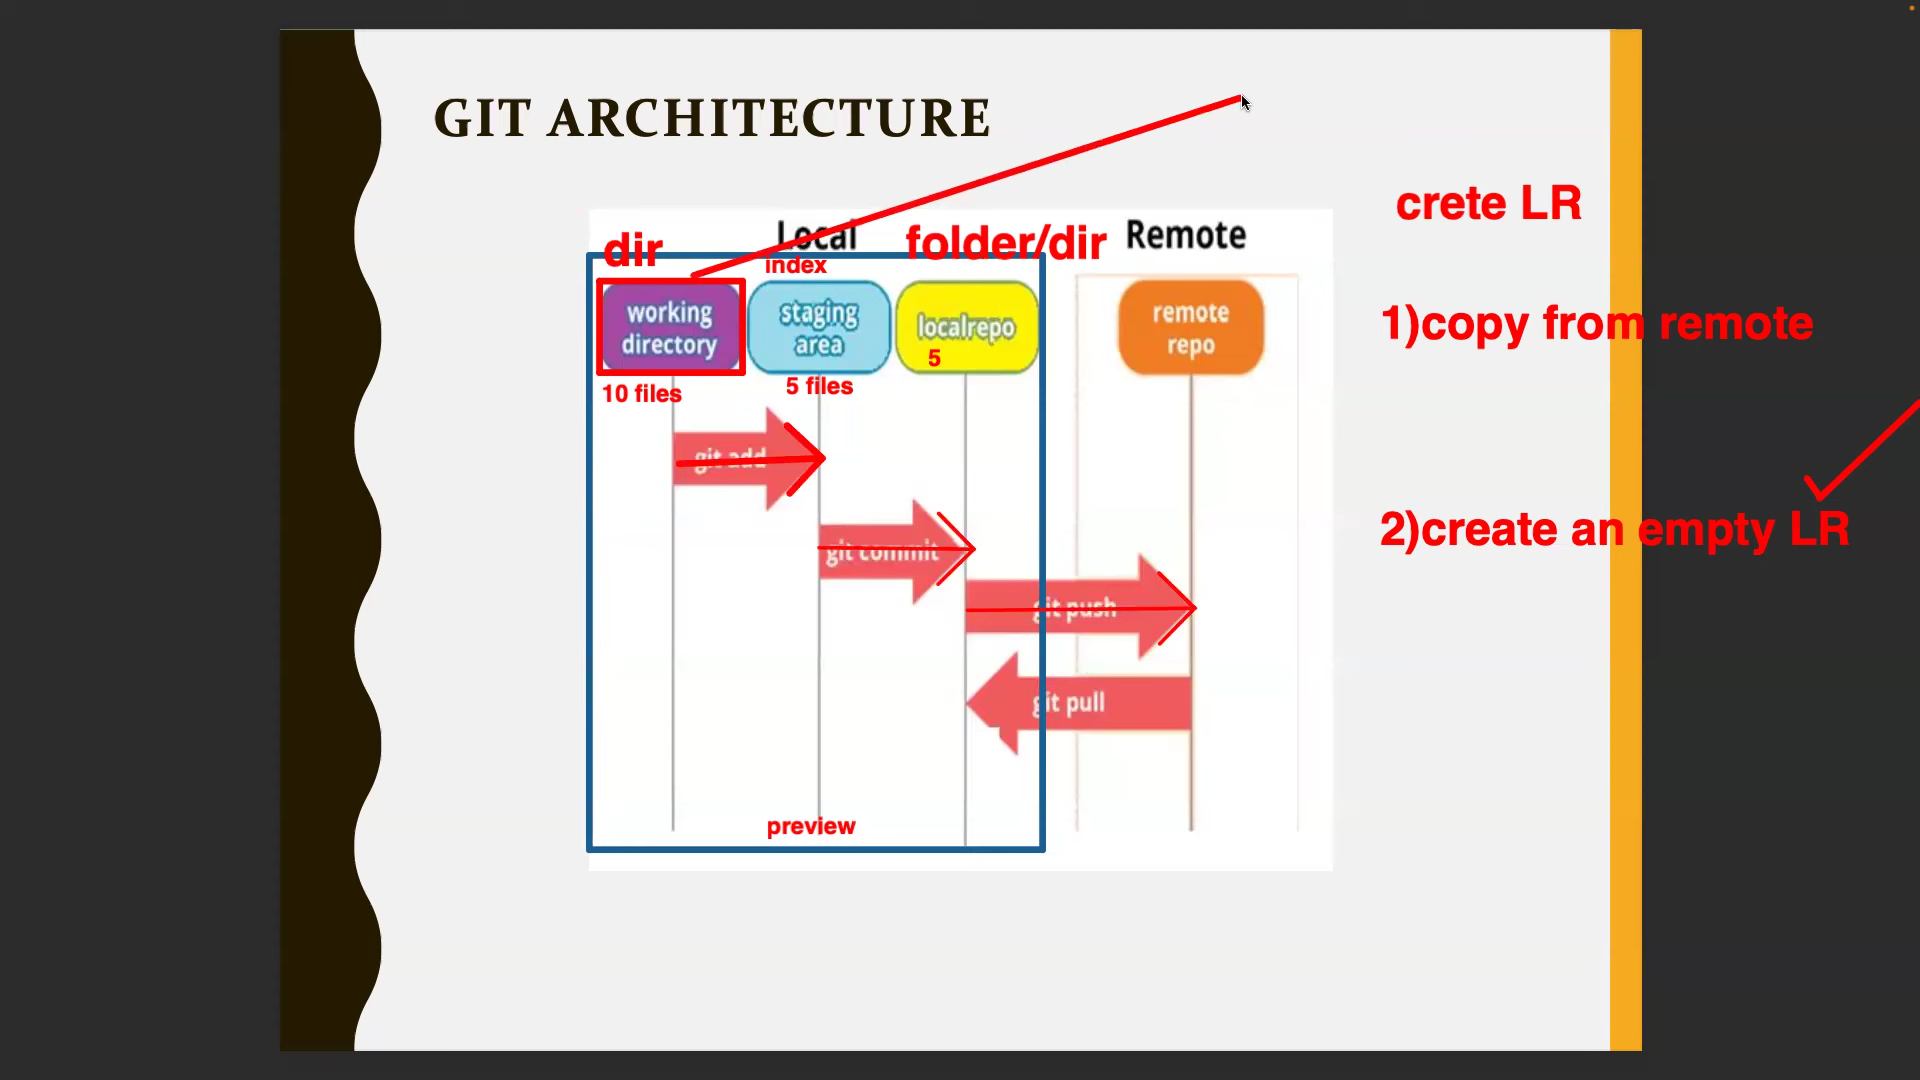 GIT ARCHITECTURE
crete LR
dir
Local
folder/dir
Remote
index
working
directory
staging
area
localrepo
5
remote
repo
1)copy from remote
10 files
5 files
git add
git commit
2)create an empty LR
git push
git pull
preview